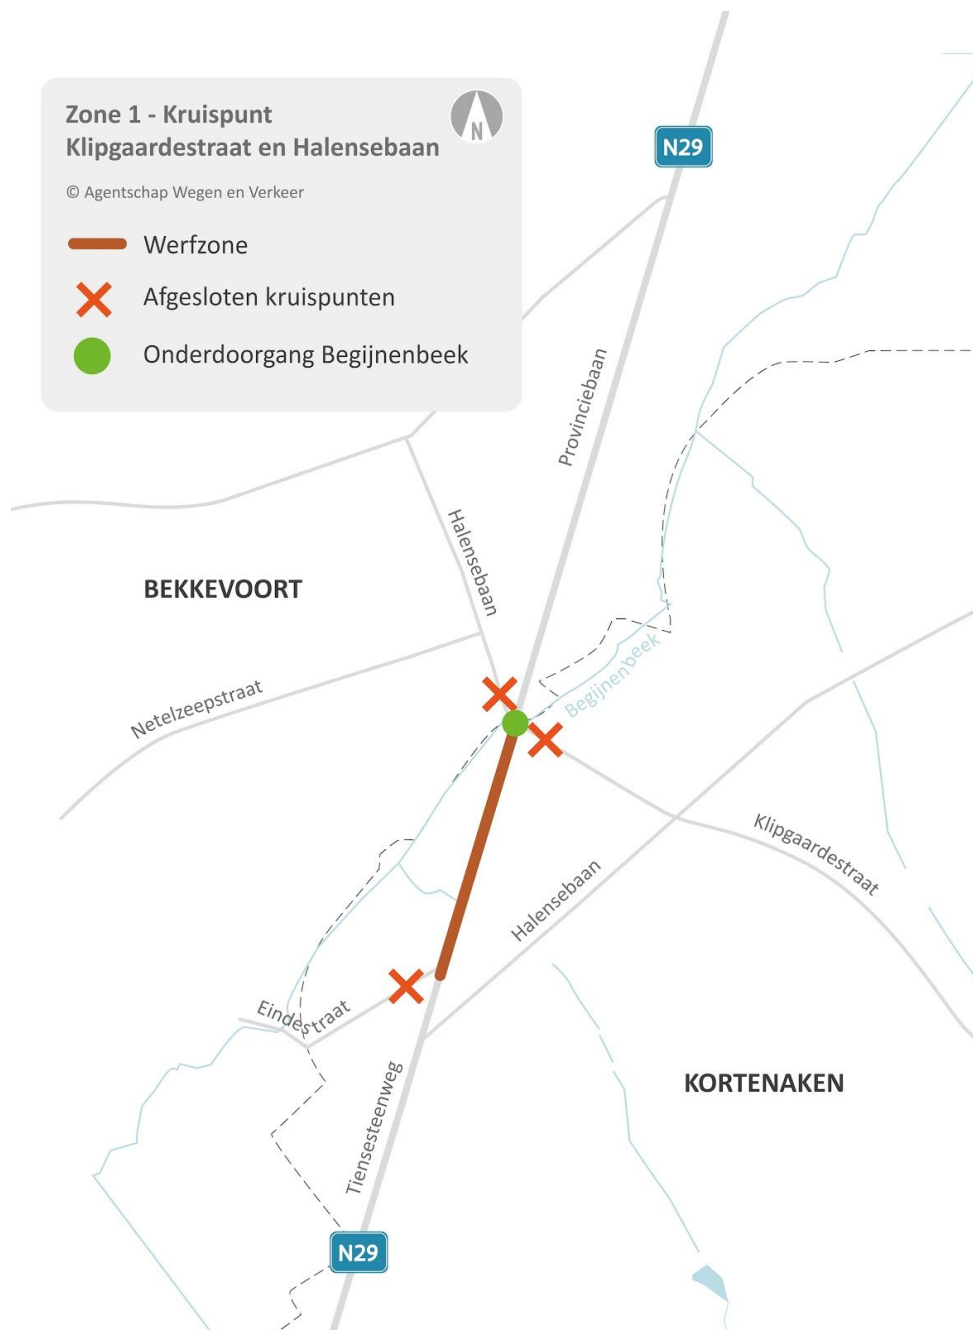 Zone 1 - Kruispunt
Klipgaardestraat en Halensebaan
N
© Agentschap Wegen en Verkeer
Werfzone
Afgesloten kruispunten
Onderdoorgang Begijnenbeek
N29
Provinciebaan
Halensebaan
BEKKEVOORT
Begijnenbeek
Netelzeepstraat
Klipgaardestraat
Halensebaan
Eindestraat
KORTENAKEN
Tiensesteenweg
N29